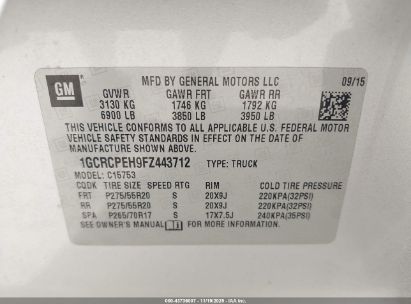 GM
MFD BY GENERAL MOTORS LLC 09/15
GVWR GAWR FRT GAWR RR
3130 KG 1746 KG 1792 KG
6900 LB 3850 LB 3950 LB
THIS VEHICLE CONFORMS TO ALL APPLICABLE U.S. FEDERAL MOTOR
VEHICLE SAFETY STANDARDS IN EFFECT ON THE DATE OF
MANUFACTURE SHOWN ABOVE.
1GCRCPEH9FZ443712 TYPE: TRUCK
MODEL: C15753
TIRE SIZE SPEED RTG RIM COLD TIRE PRESSURE
FRT P275/55R20 S 20X9J 220KPA(32PSI)
RR P275/55R20 S 20X9J 220KPA(32PSI)
SPA P265/70R17 S 17X7.5J 240KPA(35PSI)
SEE OWNER'S MANUAL FOR MORE INFORMATION.